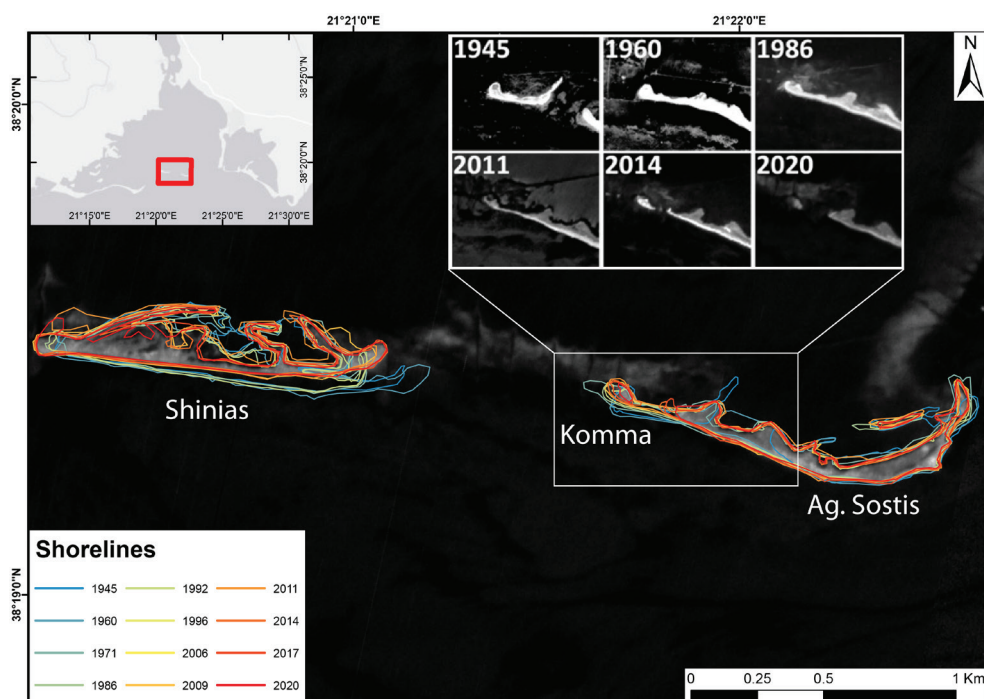 21°21'0"E
21°22'0"E
38°20'0"N
38°19'0"N
38°25'0"N
38°20'0"N
21°15'0"E
21°20'0"E
21°25'0"E
21°30'0"E
1945
1960
1986
2011
2014
2020
N
Shinias
Komma
Ag. Sostis
Shorelines
1945
1960
1971
1986
1992
1996
2006
2009
2011
2014
2017
2020
0 0.25 0.5 1 Km